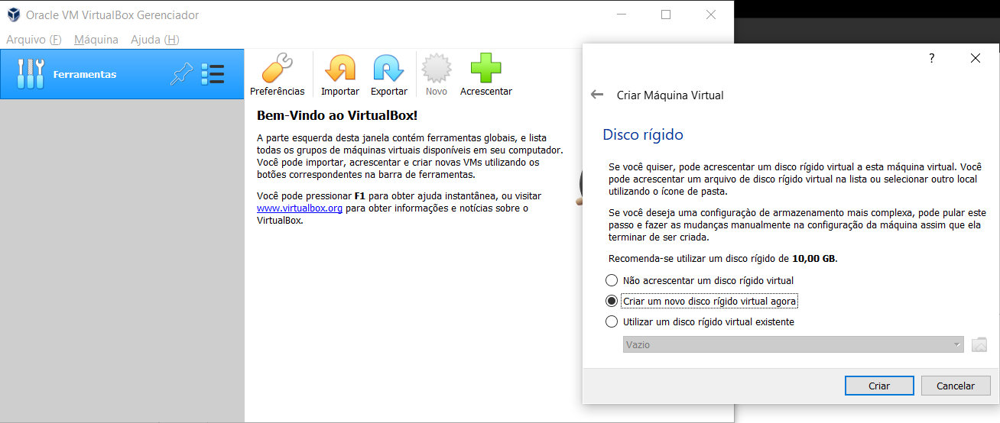 Oracle VM VirtualBox Gerenciador
Arquivo (F) Máquina Ajuda (H)
Ferramentas
Preferências Importar Exportar Novo Acrescentar
Bem-Vindo ao VirtualBox!
A parte esquerda desta janela contém ferramentas globais, e lista
todas os grupos de máquinas virtuais disponíveis em seu computador.
Você pode importar, acrescentar e criar novas VMs utilizando os
botões correspondentes na barra de ferramentas.
Você pode pressionar F1 para obter ajuda instantânea, ou visitar
www.virtualbox.org para obter informações e notícias sobre o
VirtualBox.
?
Criar Máquina Virtual
Disco rígido
Se você quiser, pode acrescentar um disco rígido virtual a esta máquina virtual. Você
pode acrescentar um arquivo de disco rígido virtual na lista ou selecionar outro local
utilizando o ícone de pasta.
Se você deseja uma configuraçào de armazenamento mais complexa, pode pular este
passo e fazer as mudanças manualmente na configuração da máquina assim que ela
terminar de ser criada.
Recomenda-se utilizar um disco rígido de 10,00 GB.
Não acrescentar um disco rígido virtual
Criar um novo disco rígido virtual agora
Utilizar um disco rígido virtual existente
Vazio
Criar Cancelar